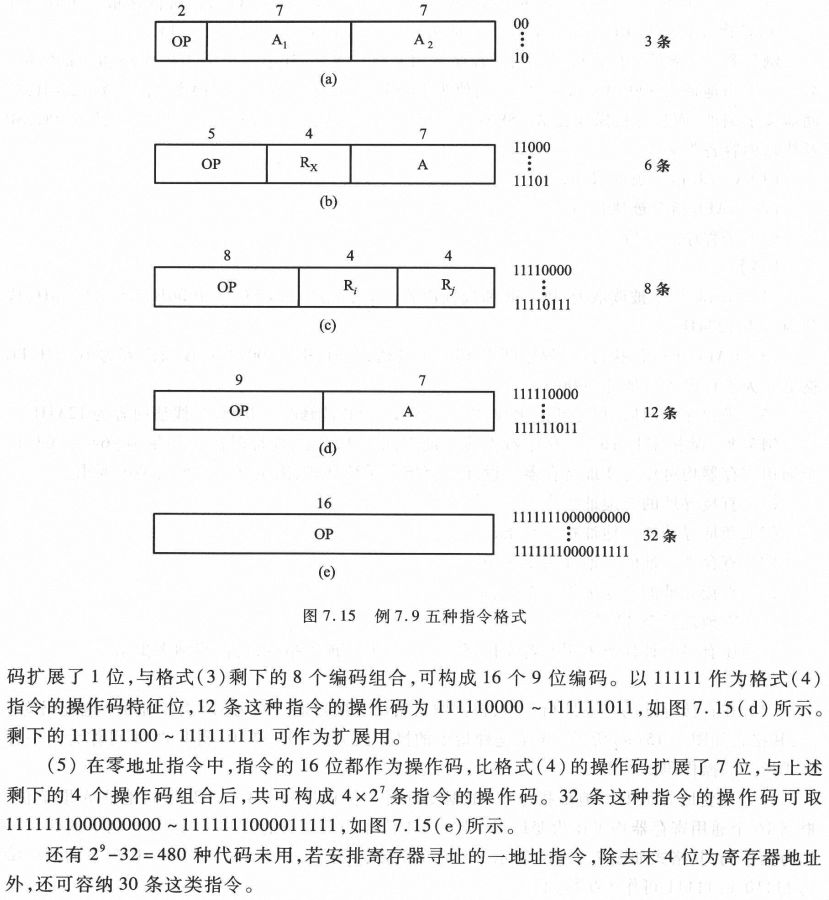 2 7 7
OP A₁ A₂ 00 ⋮ 10 3 条
(a)
5 4 7
OP R_X A 11000 ⋮ 11101 6 条
(b)
8 4 4
OP R_i R_j 11110000 ⋮ 11110111 8 条
(c)
9 7
OP A 111110000 ⋮ 111111011 12 条
(d)
16
OP 1111111000000000 ⋮ 1111111000011111 32 条
(e)
图 7.15 例 7.9 五种指令格式
码扩展了 1 位,与格式(3)剩下的 8 个编码组合,可构成 16 个 9 位编码。以 11111 作为格式(4)
指令的操作码特征位,12 条这种指令的操作码为 111110000 ~ 111111011,如图 7.15(d)所示。
剩下的 111111100 ~ 111111111 可作为扩展用。
(5) 在零地址指令中,指令的 16 位都作为操作码,比格式(4)的操作码扩展了 7 位,与上述
剩下的 4 个操作码组合后,共可构成 4×2⁷ 条指令的操作码。32 条这种指令的操作码可取
1111111000000000 ~ 1111111000011111,如图 7.15(e)所示。
还有 2⁹-32=480 种代码未用,若安排寄存器寻址的一地址指令,除去末 4 位为寄存器地址
外,还可容纳 30 条这类指令。